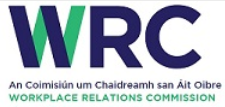 WRC
An Coimisiún um Chaidreamh san Áit Oibre
WORKPLACE RELATIONS COMMISSION